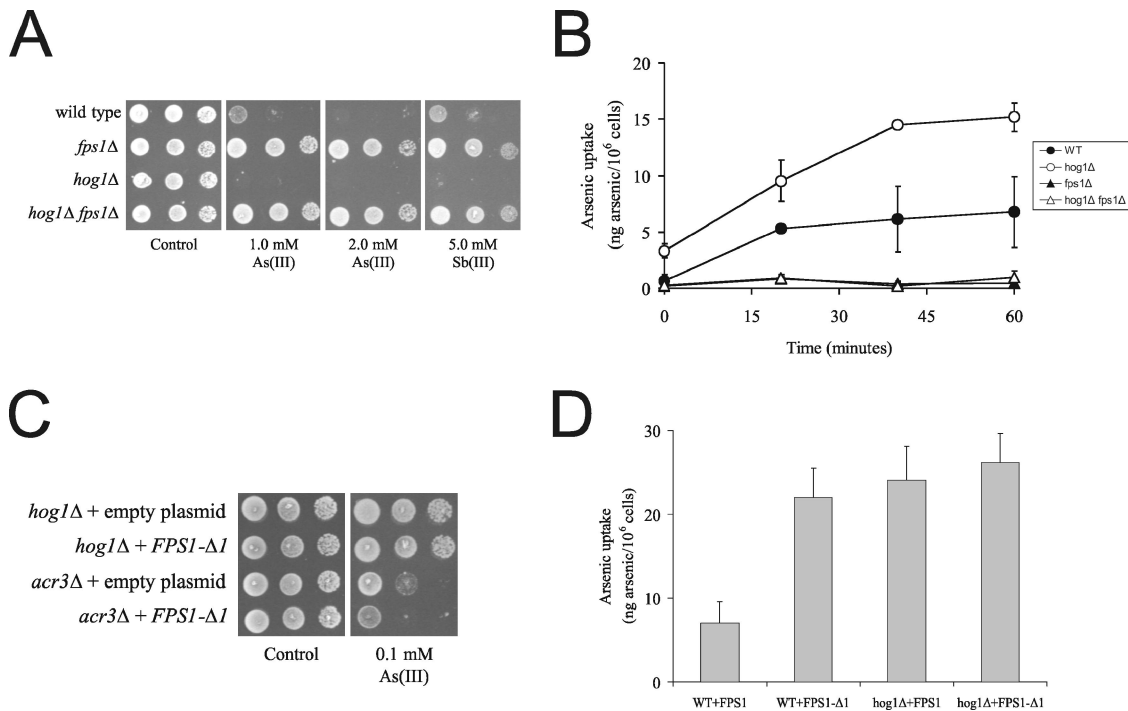 A
wild type
fps1Δ
hog1Δ
hog1Δ fps1Δ
Control
1.0 mM
As(III)
2.0 mM
As(III)
5.0 mM
Sb(III)
B
20
15
10
5
0
Arsenic uptake
(ng arsenic/10⁶ cells)
0
15
30
45
60
Time (minutes)
WT
hog1Δ
fps1Δ
hog1Δ fps1Δ
C
hog1Δ + empty plasmid
hog1Δ + FPS1-Δ1
acr3Δ + empty plasmid
acr3Δ + FPS1-Δ1
Control
0.1 mM
As(III)
D
30
20
10
0
Arsenic uptake
(ng arsenic/10⁶ cells)
WT+FPS1
WT+FPS1-Δ1
hog1Δ+FPS1
hog1Δ+FPS1-Δ1